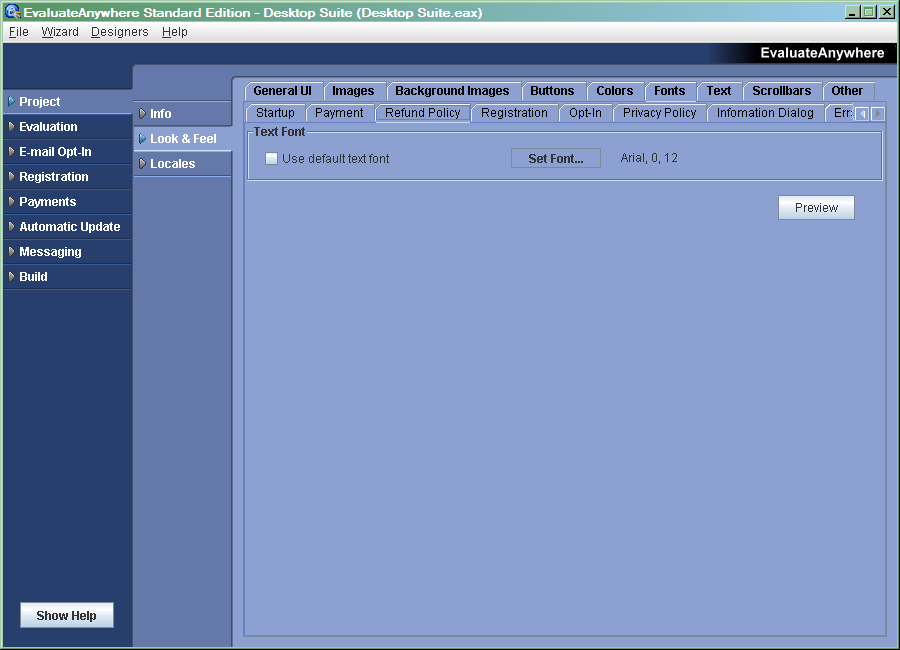 EvaluateAnywhere Standard Edition - Desktop Suite (Desktop Suite.eax)
File Wizard Designers Help
EvaluateAnywhere
Project
Evaluation
E-mail Opt-In
Registration
Payments
Automatic Update
Messaging
Build
Info
Look & Feel
Locales
General UI Images Background Images Buttons Colors Fonts Text Scrollbars Other
Startup Payment Refund Policy Registration Opt-In Privacy Policy Infomation Dialog Err
Text Font
Use default text font Set Font... Arial, 0, 12
Preview
Show Help